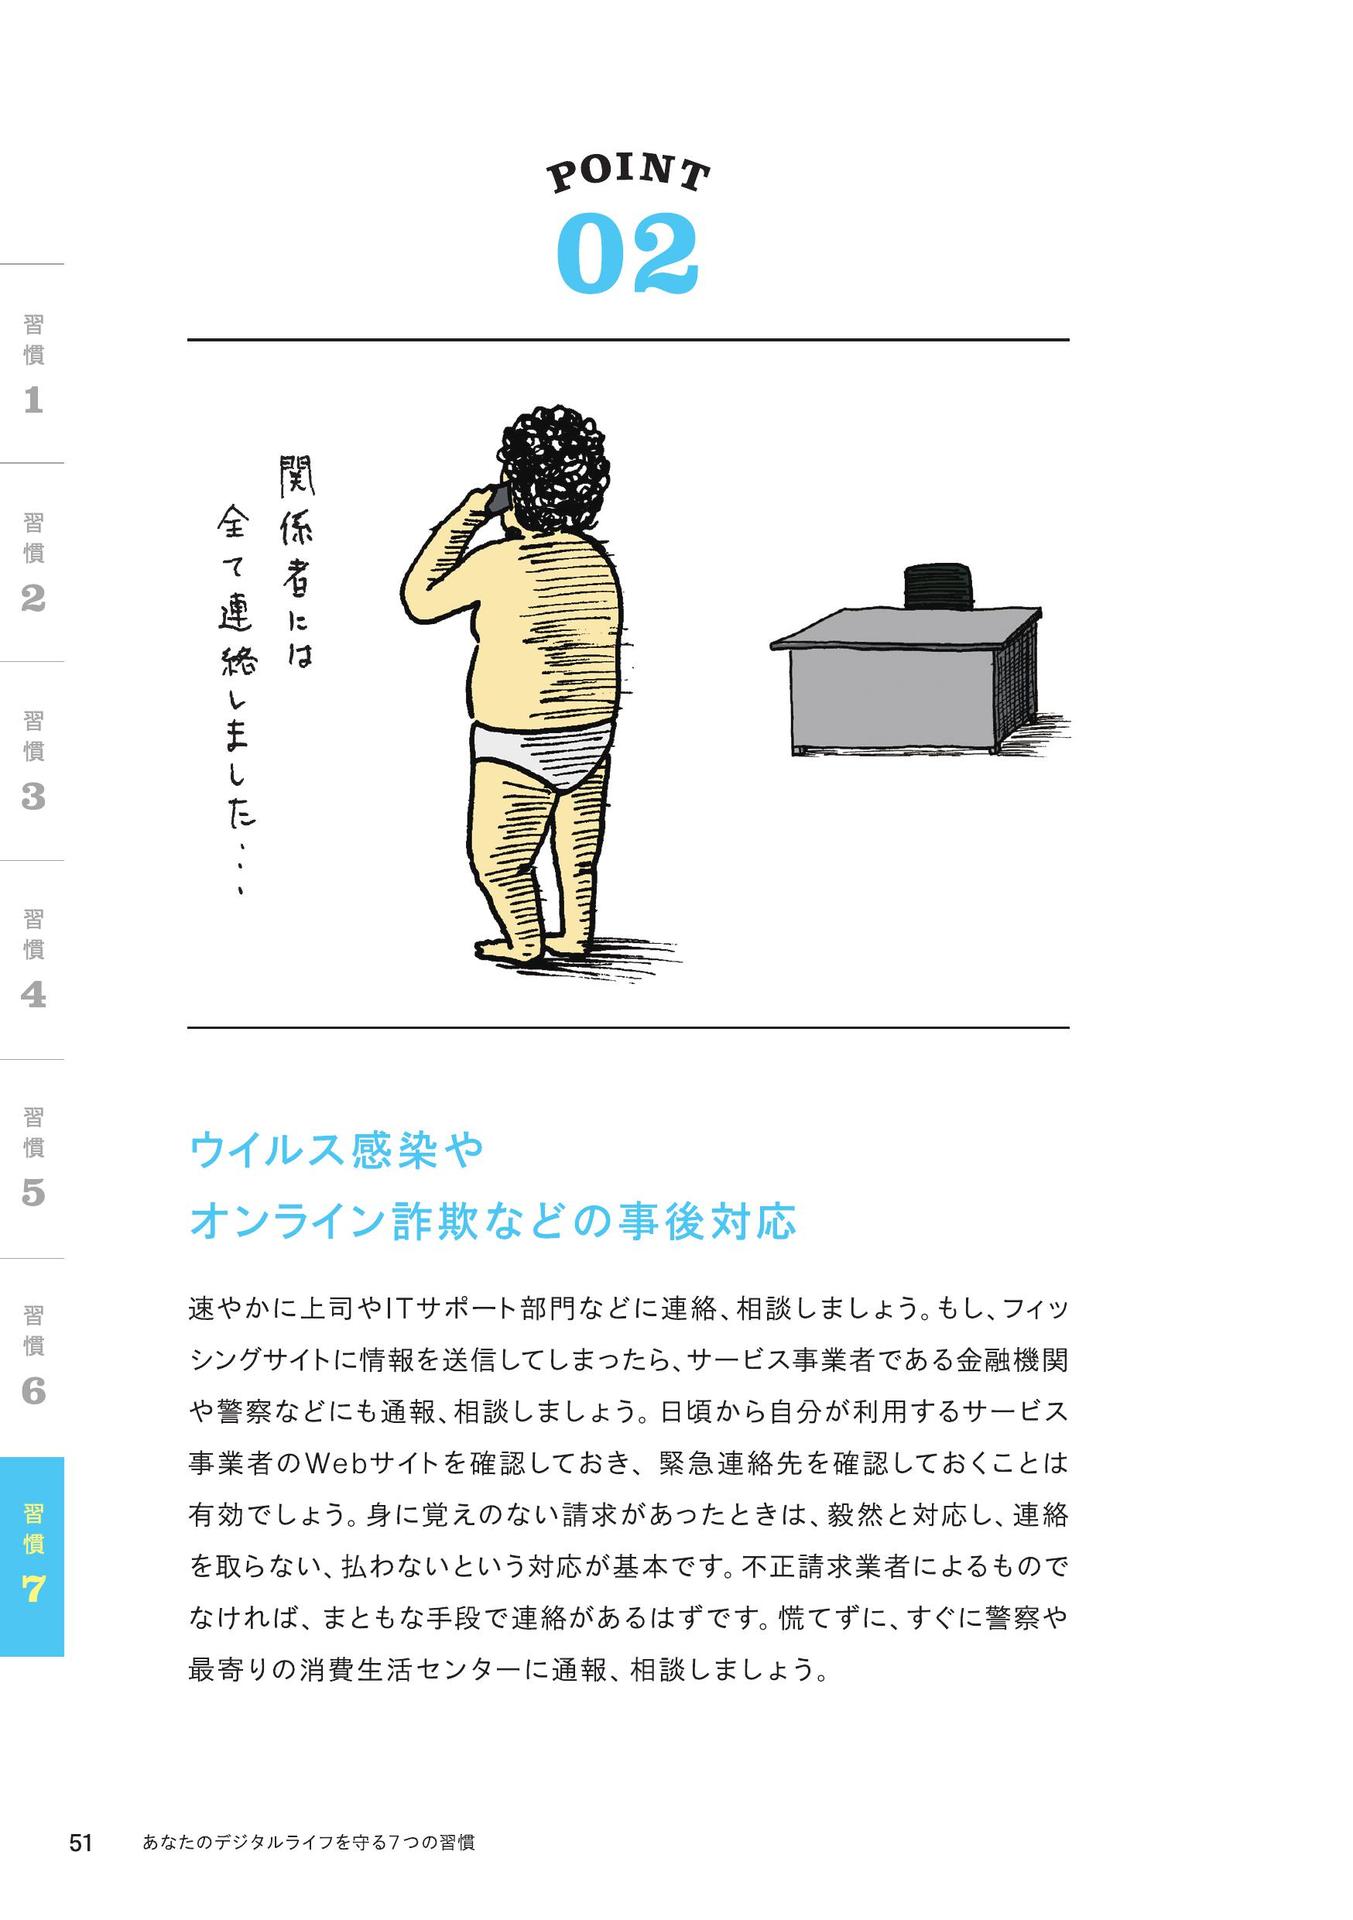 POINT
02
関係者には
全て連絡しました...
ウイルス感染や
オンライン詐欺などの事後対応
速やかに上司やITサポート部門などに連絡、相談しましょう。もし、フィッ
シングサイトに情報を送信してしまったら、サービス事業者である金融機関
や警察などにも通報、相談しましょう。日頃から自分が利用するサービス
事業者のWebサイトを確認しておき、緊急連絡先を確認しておくことは
有効でしょう。身に覚えのない請求があったときは、毅然と対応し、連絡
を取らない、払わないという対応が基本です。不正請求業者によるもので
なければ、まともな手段で連絡があるはずです。慌てずに、すぐに警察や
最寄りの消費生活センターに通報、相談しましょう。
習慣1
習慣2
習慣3
習慣4
習慣5
習慣6
習慣7
51 あなたのデジタルライフを守る7つの習慣